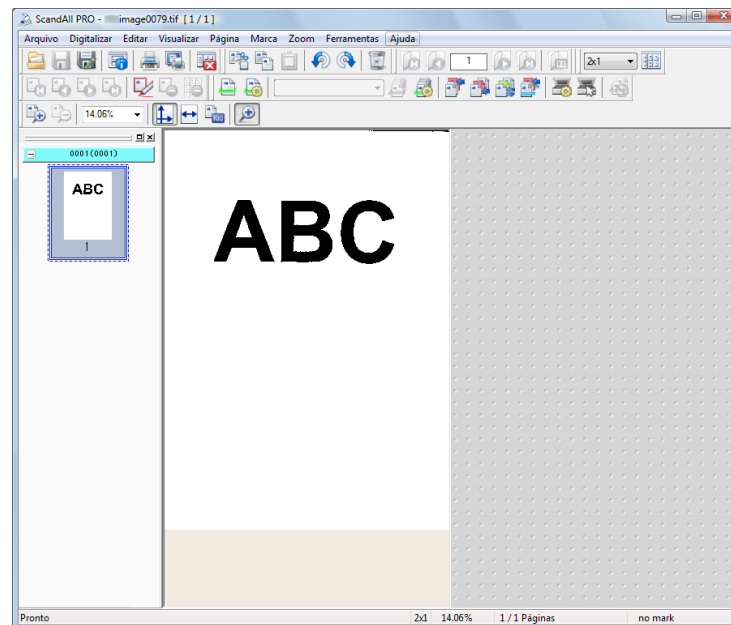 ScandAll PRO - image0079.tif [ 1 / 1 ]
Arquivo Digitalizar Editar Visualizar Página Marca Zoom Ferramentas Ajuda
1 2x1
14.06% 100
0001(0001)
ABC
1
ABC
Pronto 2x1 14.06% 1 / 1 Páginas no mark